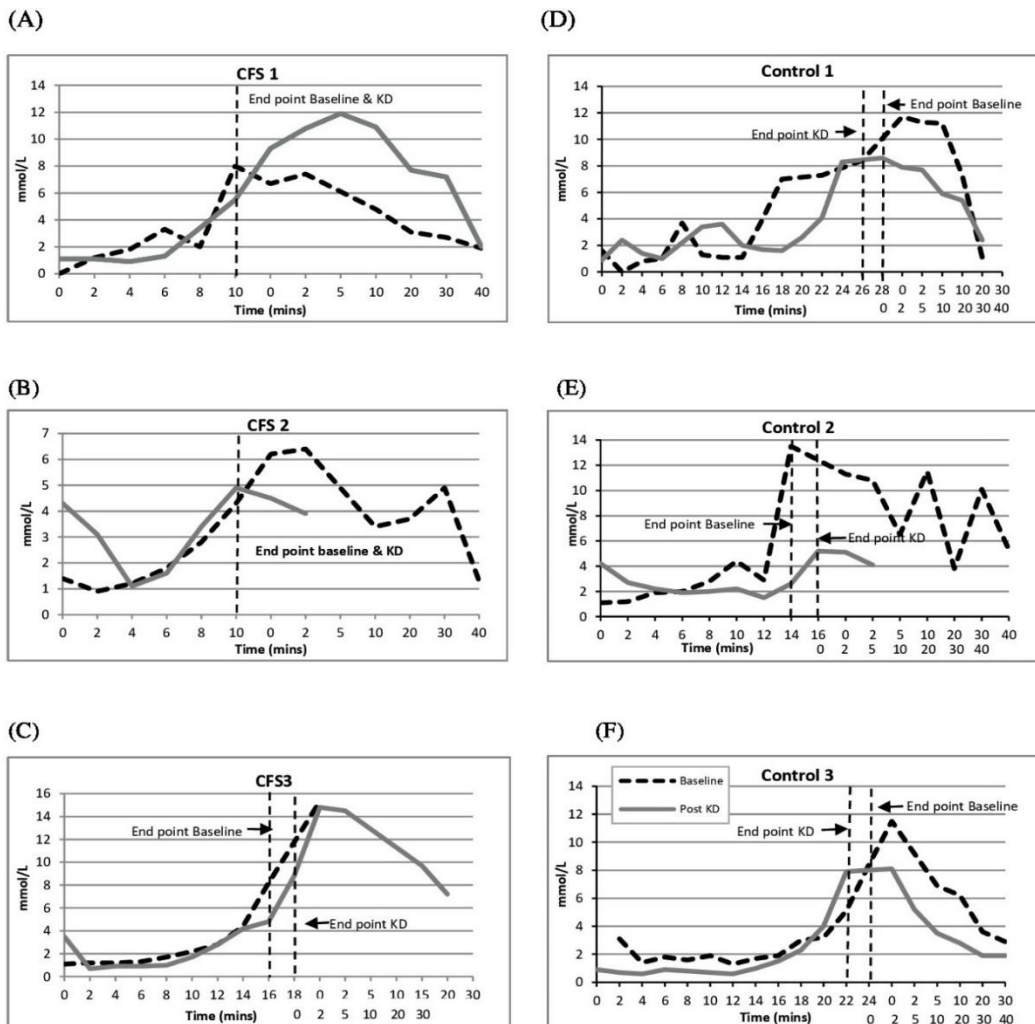 (A)
CFS 1
End point Baseline & KD
mmol/L
14
12
10
8
6
4
2
0
0 2 4 6 8 10 0 2 5 10 20 30 40
Time (mins)
(D)
Control 1
End point Baseline
End point KD
mmol/L
14
12
10
8
6
4
2
0
0 2 4 6 8 10 12 14 16 18 20 22 24 26 28 0 2 5 10 20 30
Time (mins) 0 2 5 10 20 30 40
(B)
CFS 2
End point baseline & KD
mmol/L
7
6
5
4
3
2
1
0
0 2 4 6 8 10 0 2 5 10 20 30 40
Time (mins)
(E)
Control 2
End point Baseline
End point KD
mmol/L
14
12
10
8
6
4
2
0
0 2 4 6 8 10 12 14 16 0 2 5 10 20 30 40
Time (mins) 0 2 5 10 20 30 40
(C)
CFS3
End point Baseline
End point KD
mmol/L
16
14
12
10
8
6
4
2
0
0 2 4 6 8 10 12 14 16 18 0 2 5 10 15 20 30
Time (mins) 0 2 5 10 20 30
(F)
Control 3
Baseline
Post KD
End point Baseline
End point KD
mmol/L
14
12
10
8
6
4
2
0
0 2 4 6 8 10 12 14 16 18 20 22 24 0 2 5 10 20 30
Time (mins) 0 2 5 10 20 30 40